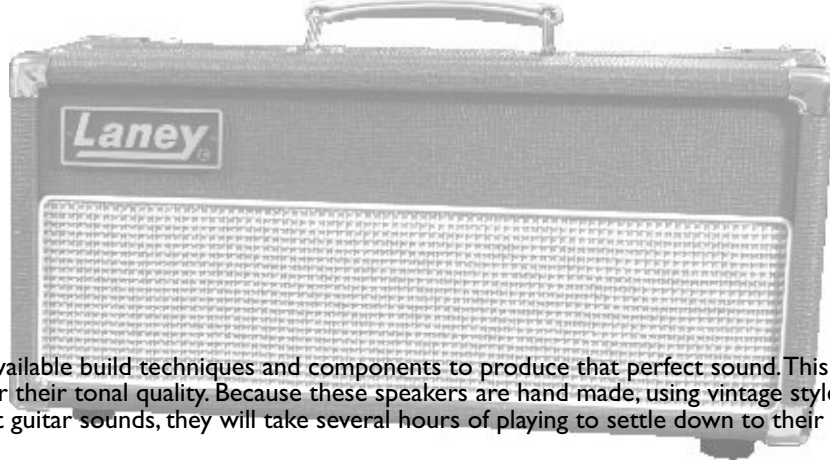 Laney
vailable build techniques and components to produce that perfect sound. This
r their tonal quality. Because these speakers are hand made, using vintage style
t guitar sounds, they will take several hours of playing to settle down to their